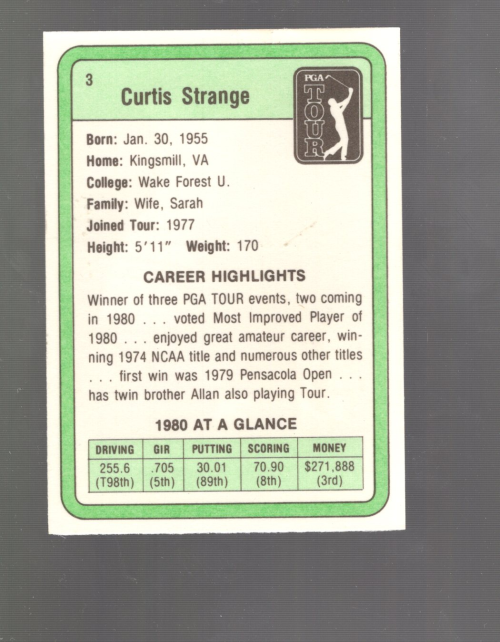 3
Curtis Strange
PGA
TOUR
Born: Jan. 30, 1955
Home: Kingsmill, VA
College: Wake Forest U.
Family: Wife, Sarah
Joined Tour: 1977
Height: 5'11" Weight: 170
CAREER HIGHLIGHTS
Winner of three PGA TOUR events, two coming
in 1980 . . . voted Most Improved Player of
1980 . . . enjoyed great amateur career, win-
ning 1974 NCAA title and numerous other titles
. . . first win was 1979 Pensacola Open . . .
has twin brother Allan also playing Tour.
1980 AT A GLANCE
DRIVING GIR PUTTING SCORING MONEY
255.6 .705 30.01 70.90 $271,888
(T98th) (5th) (89th) (8th) (3rd)